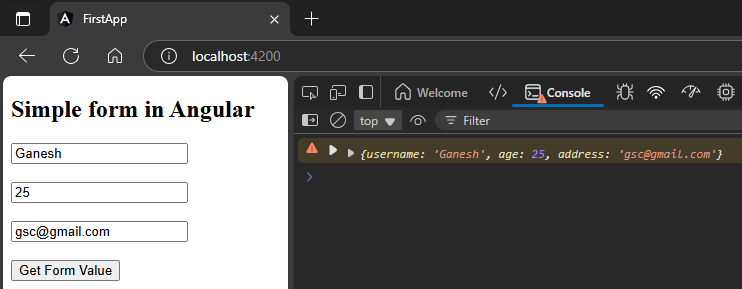 FirstApp
localhost:4200
Simple form in Angular
Ganesh
25
gsc@gmail.com
Get Form Value
Welcome
Console
top
Filter
{username: 'Ganesh', age: 25, address: 'gsc@gmail.com'}